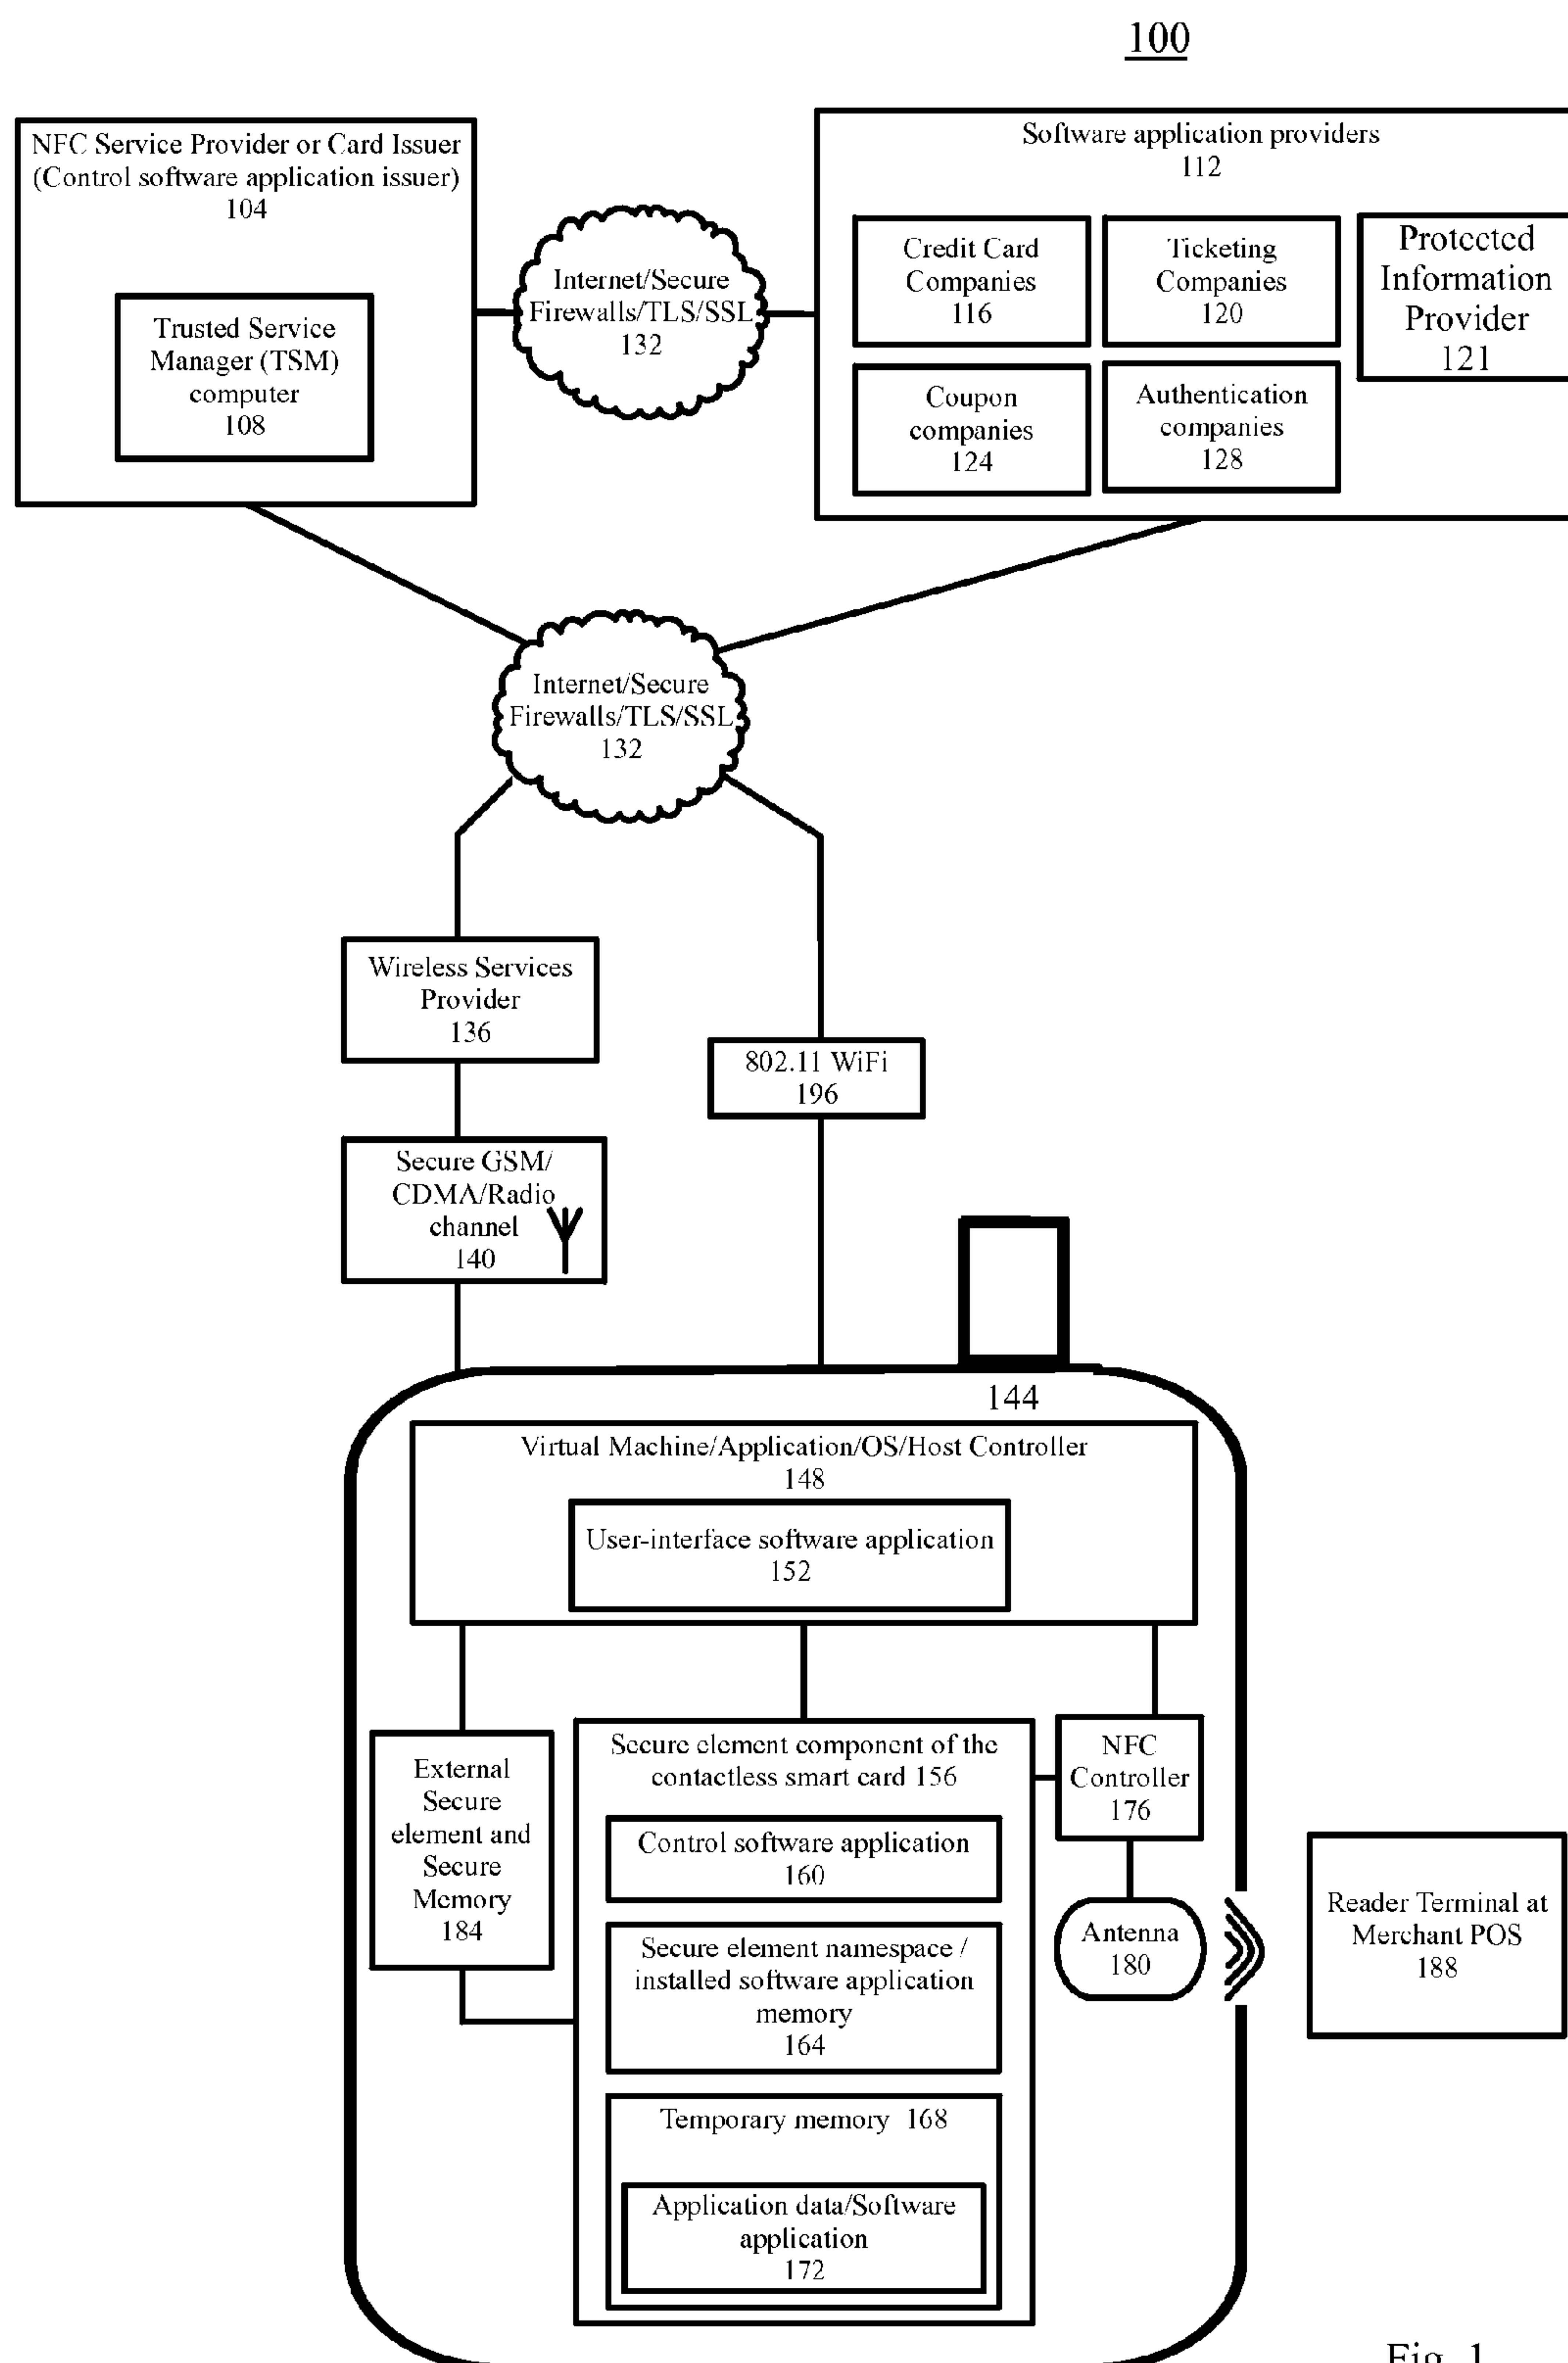 100
NFC Service Provider or Card Issuer
(Control software application issuer)
104
Trusted Service
Manager (TSM)
computer
108
Internet/Secure
Firewalls/TLS/SSL
132
Software application providers
112
Credit Card
Companies
116
Ticketing
Companies
120
Protected
Information
Provider
121
Coupon
companies
124
Authentication
companies
128
Internet/Secure
Firewalls/TLS/SSL
132
Wireless Services
Provider
136
802.11 WiFi
196
Secure GSM/
CDMA/Radio
channel
140
144
Virtual Machine/Application/OS/Host Controller
148
User-interface software application
152
External
Secure
element and
Secure
Memory
184
Secure element component of the
contactless smart card 156
Control software application
160
Secure element namespace /
installed software application
memory
164
Temporary memory 168
Application data/Software
application
172
NFC
Controller
176
Antenna
180
Reader Terminal at
Merchant POS
188
Fig. 1